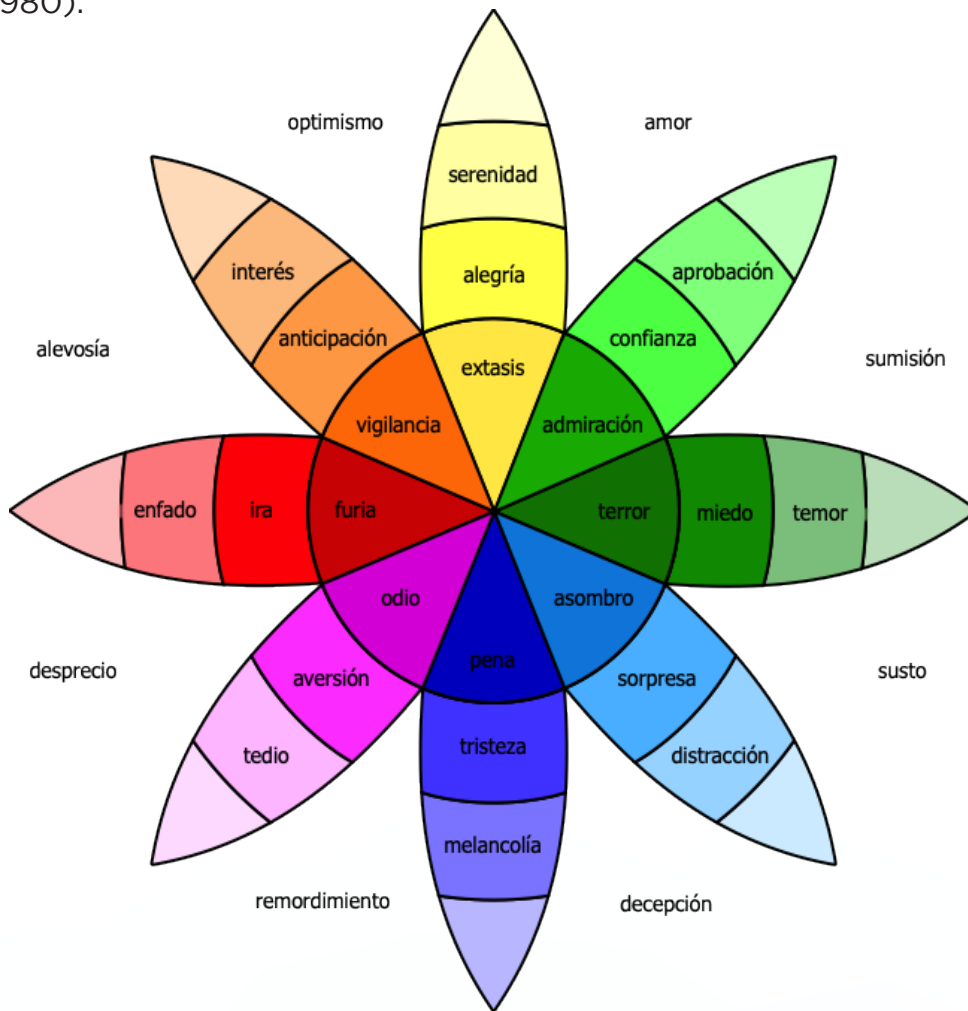 980).
optimismo
amor
serenidad
interés
alegría
aprobación
anticipación
confianza
alevosía
sumisión
extasis
vigilancia
admiración
enfado
ira
furia
terror
miedo
temor
odio
asombro
desprecio
pena
susto
aversión
sorpresa
tedio
tristeza
distracción
melancolía
remordimiento
decepción